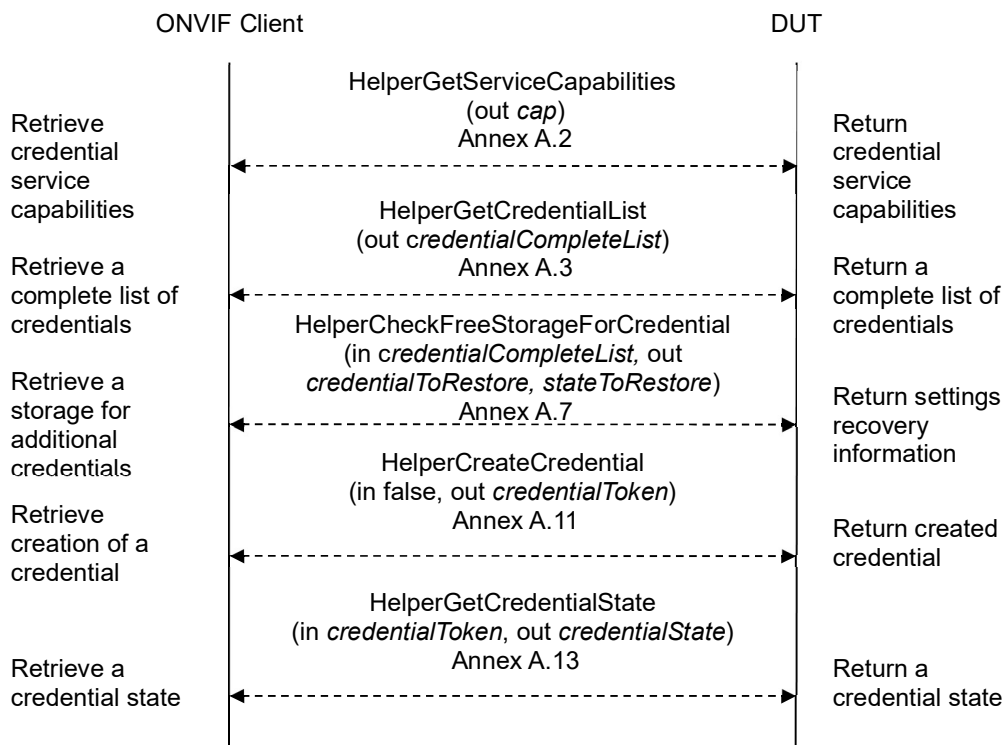 ONVIF Client
DUT
HelperGetServiceCapabilities
(out cap)
Annex A.2
Retrieve
credential
service
capabilities
Return
credential
service
capabilities
HelperGetCredentialList
(out credentialCompleteList)
Annex A.3
Retrieve a
complete list of
credentials
Return a
complete list of
credentials
HelperCheckFreeStorageForCredential
(in credentialCompleteList, out
credentialToRestore, stateToRestore)
Annex A.7
Retrieve a
storage for
additional
credentials
Return settings
recovery
information
HelperCreateCredential
(in false, out credentialToken)
Annex A.11
Retrieve
creation of a
credential
Return created
credential
HelperGetCredentialState
(in credentialToken, out credentialState)
Annex A.13
Retrieve a
credential state
Return a
credential state